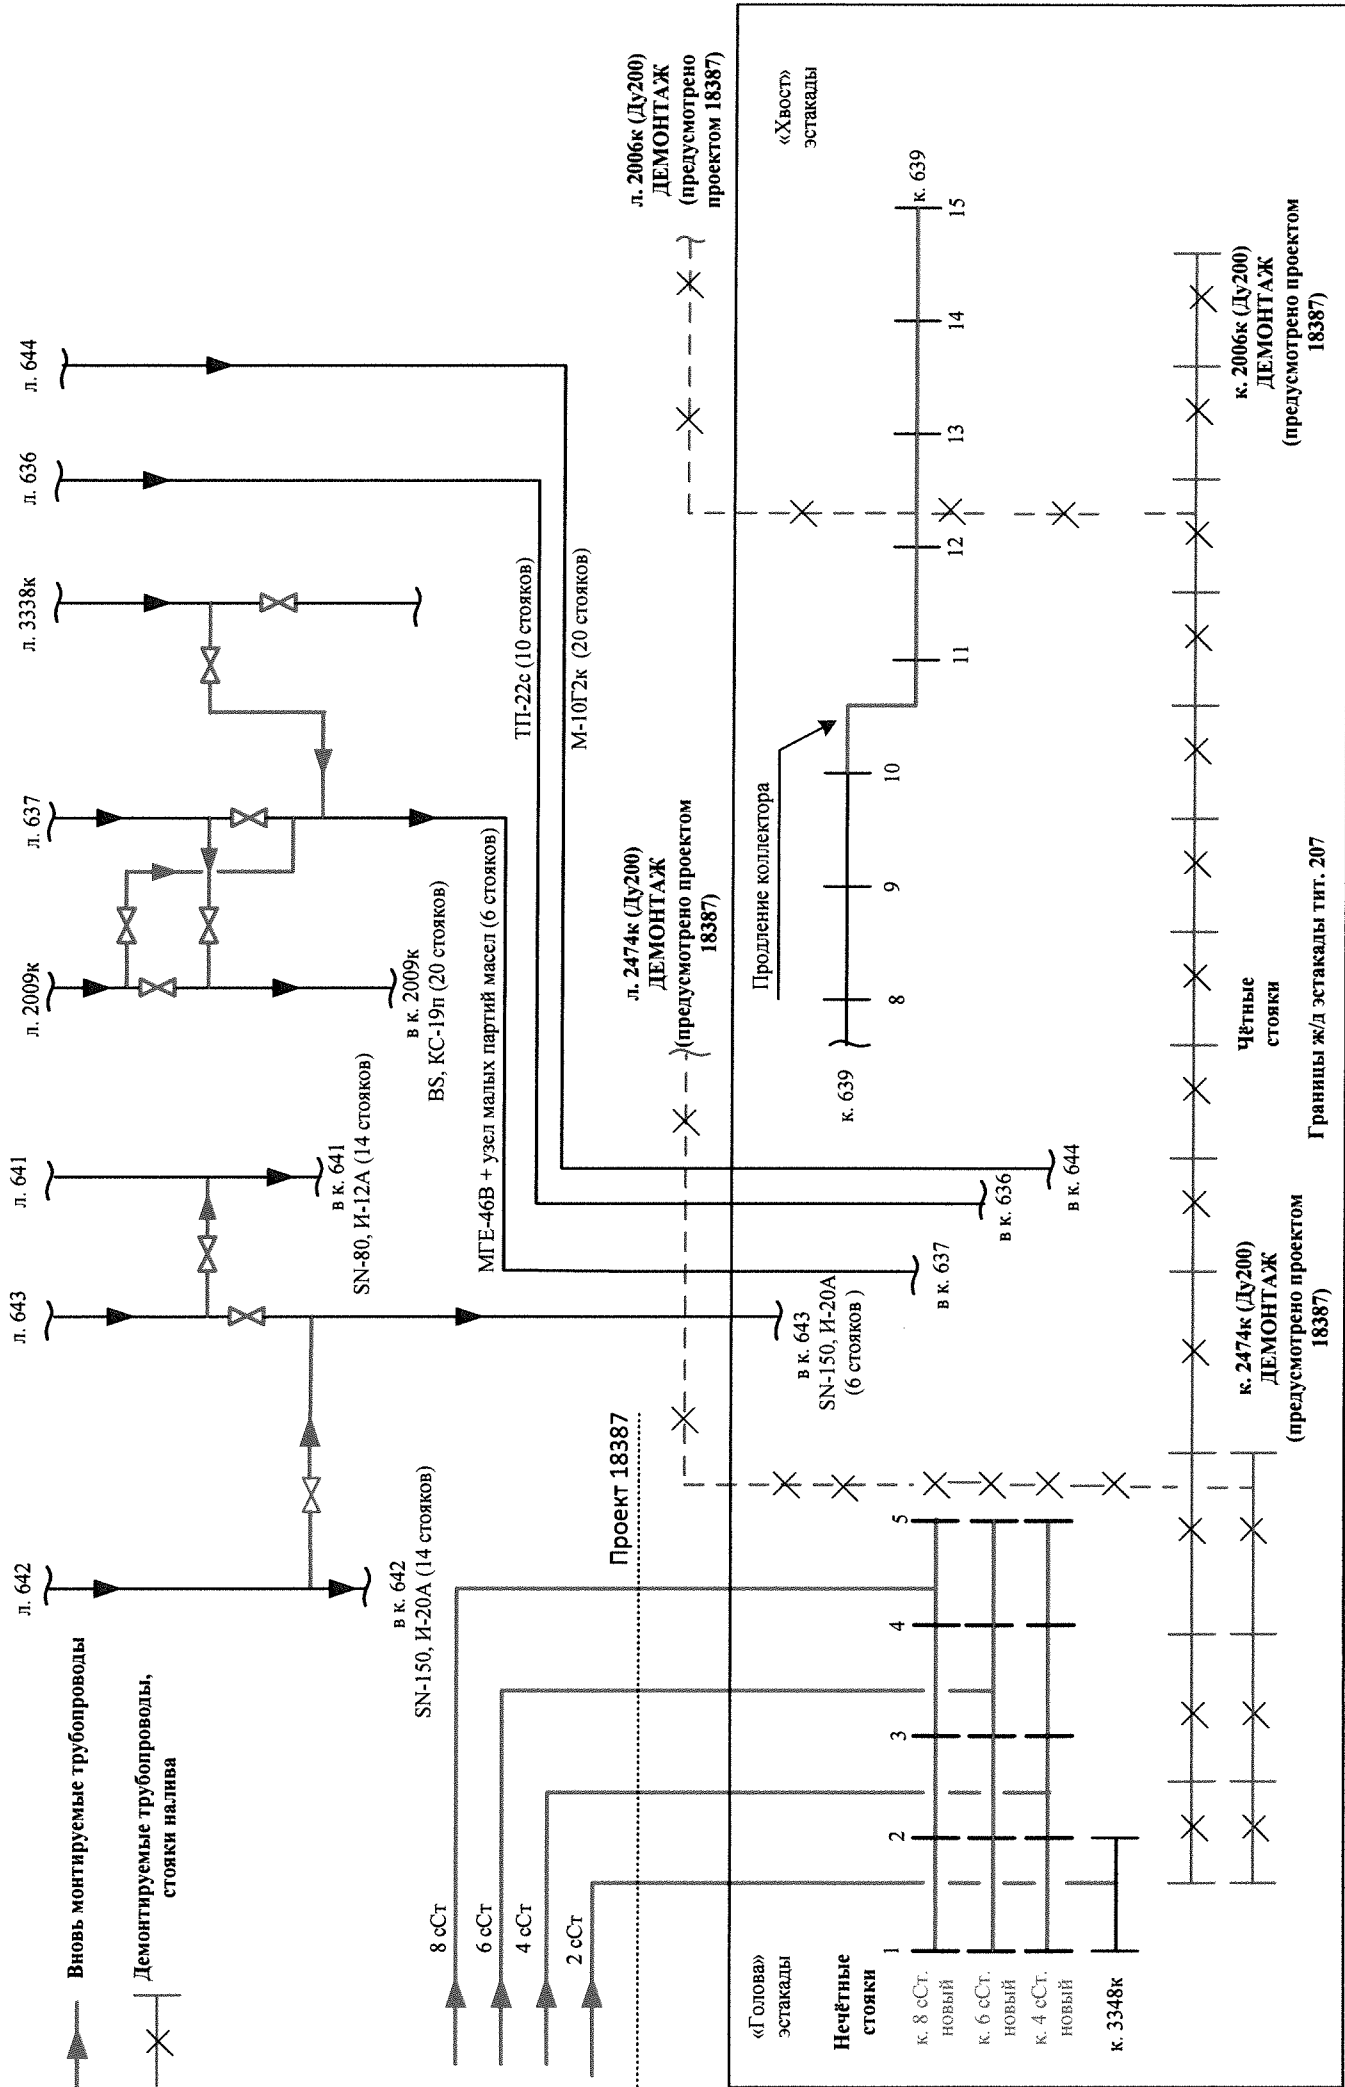 Вновь монтируемые трубопроводы
Демонтируемые трубопроводы,
стояки налива
л. 642
л. 643
л. 641
л. 2009к
л. 637
л. 3338к
л. 636
л. 644
в к. 642
SN-150, И-20А (14 стояков)
в к. 641
SN-80, И-12А (14 стояков)
в к. 2009к
BS, КС-19п (20 стояков)
МГЕ-46В + узел малых партий масел (6 стояков)
ТП-22с (10 стояков)
М-10Г2к (20 стояков)
8 сСт
6 сСт
4 сСт
2 сСт
Проект 18387
л. 2474к (Ду200)
ДЕМОНТАЖ
(предусмотрено проектом
18387)
л. 2006к (Ду200)
ДЕМОНТАЖ
(предусмотрено
проектом 18387)
«Голова»
эстакады
«Хвост»
эстакады
в к. 643
SN-150, И-20А
(6 стояков )
в к. 637
в к. 636
в к. 644
Продление коллектора
к. 639
8
9
10
11
12
13
14
15
к. 639
Нечётные
стояки
1
2
3
4
5
к. 8 сСт.
новый
к. 6 сСт.
новый
к. 4 сСт.
новый
к. 3348к
к. 2474к (Ду200)
ДЕМОНТАЖ
(предусмотрено проектом
18387)
Чётные
стояки
к. 2006к (Ду200)
ДЕМОНТАЖ
(предусмотрено проектом
18387)
Границы ж/д эстакады тит. 207